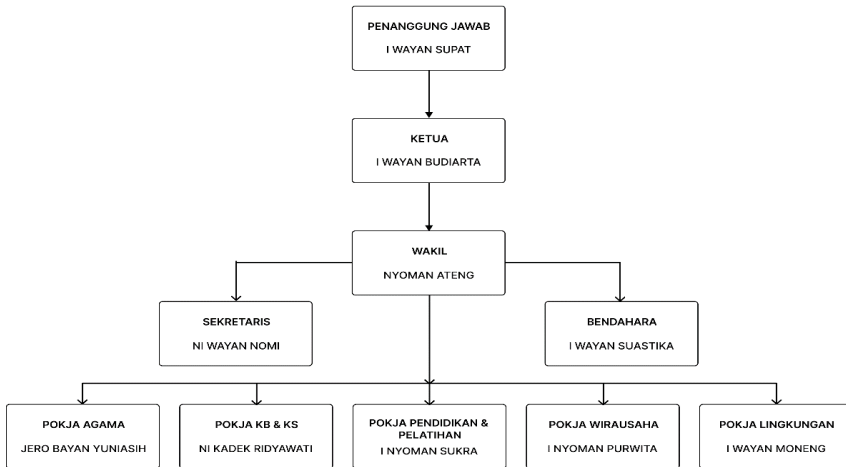 PENANGGUNG JAWAB
I WAYAN SUPAT
KETUA
I WAYAN BUDIARTA
WAKIL
NYOMAN ATENG
SEKRETARIS
NI WAYAN NOMI
BENDAHARA
I WAYAN SUASTIKA
POKJA AGAMA
JERO BAYAN YUNIASIH
POKJA KB & KS
NI KADEK RIDYAWATI
POKJA PENDIDIKAN &
PELATIHAN
I NYOMAN SUKRA
POKJA WIRAUSAHA
I NYOMAN PURWITA
POKJA LINGKUNGAN
I WAYAN MONENG